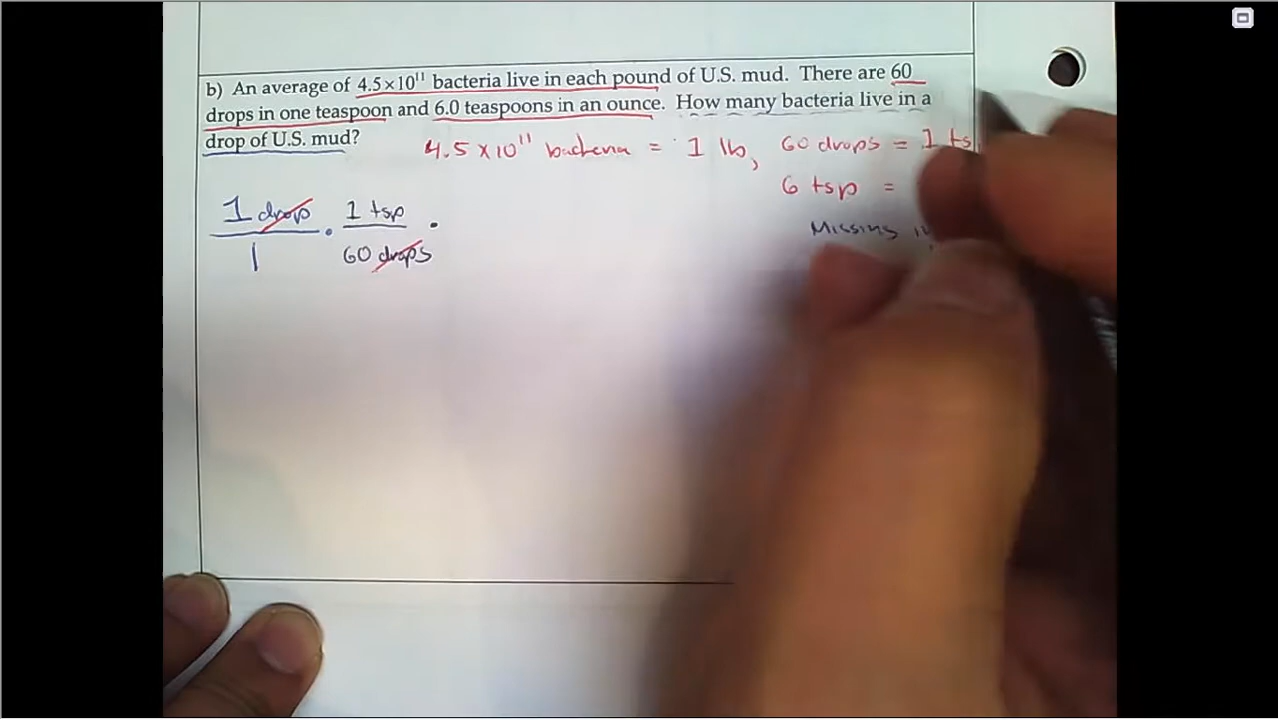 b) An average of 4.5×10¹¹ bacteria live in each pound of U.S. mud. There are 60
drops in one teaspoon and 6.0 teaspoons in an ounce. How many bacteria live in a
drop of U.S. mud?
4.5 × 10¹¹ bacteria = 1 lb, 60 drops = 1 ts
6 tsp =
Missing
1 drop 1 tsp
1 · 60 drops ·